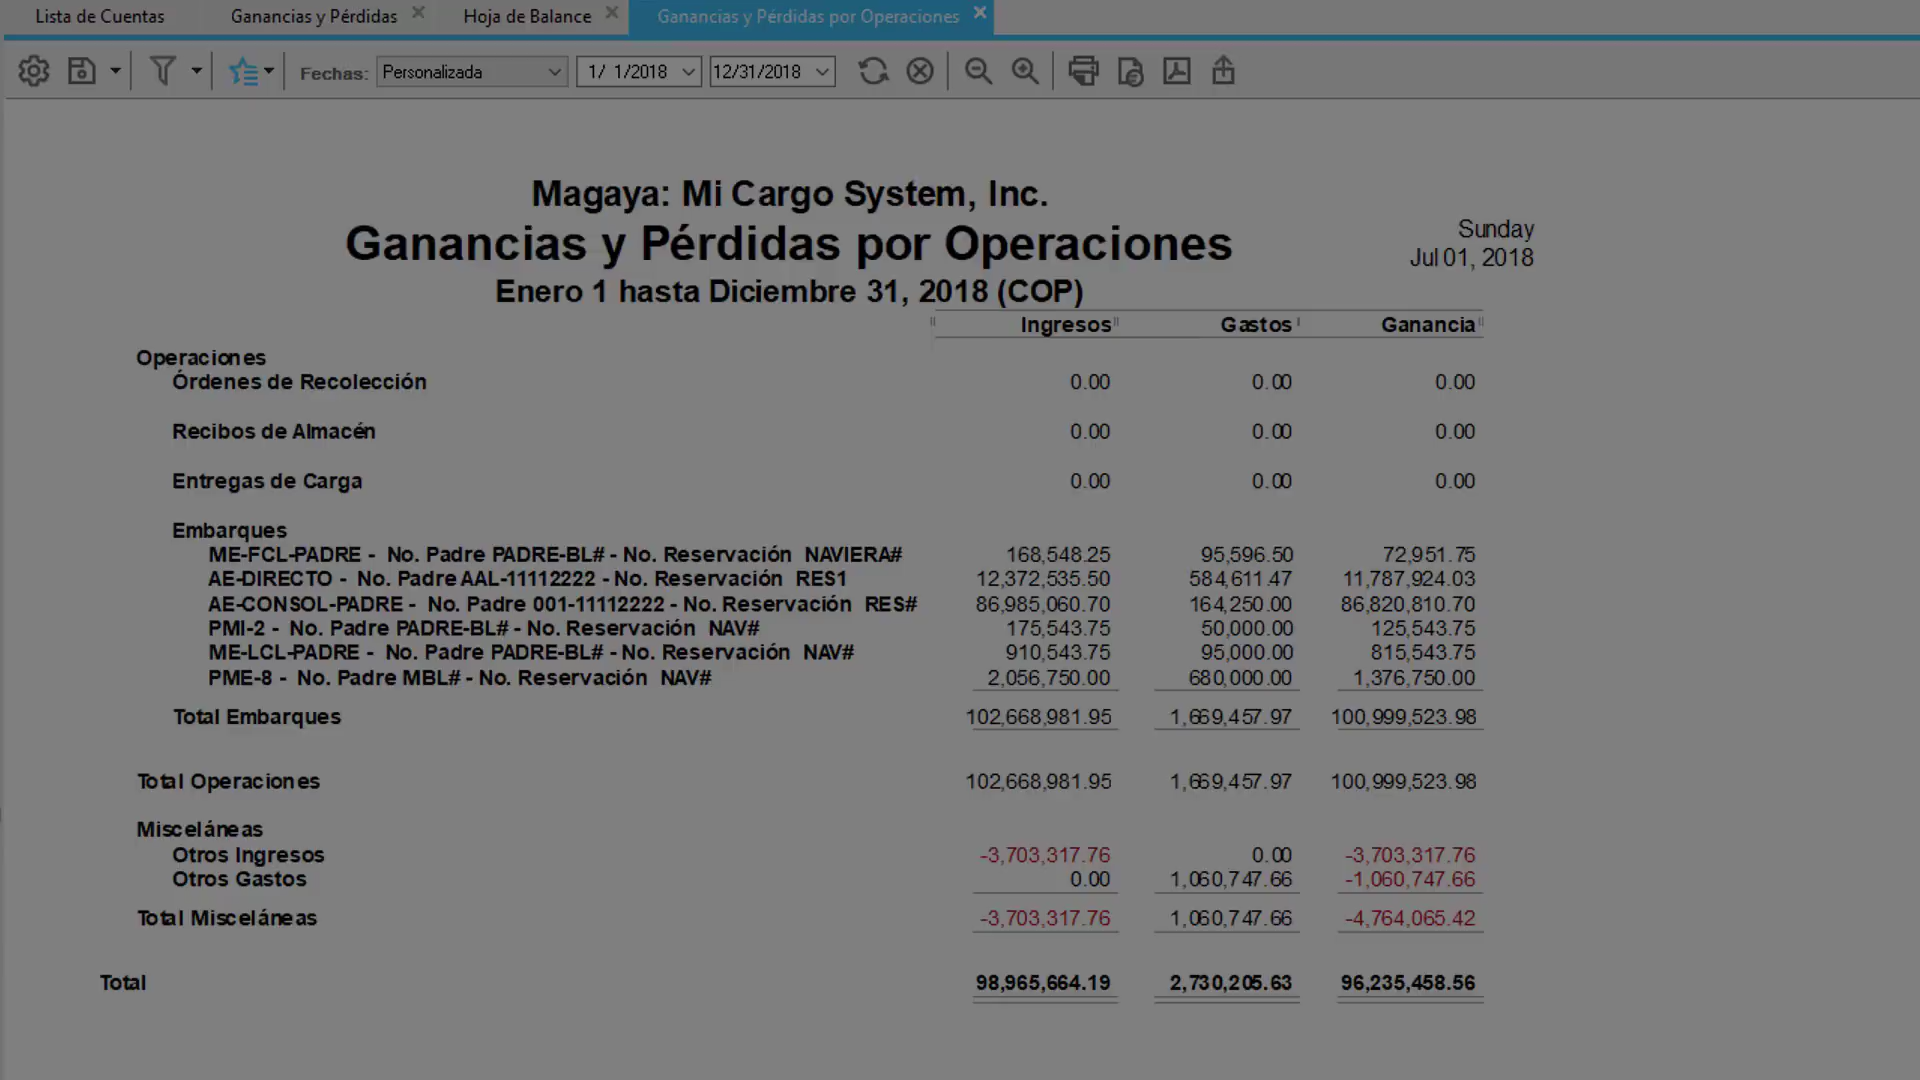 Lista de Cuentas Ganancias y Pérdidas Hoja de Balance Ganancias y Pérdidas por Operaciones
Fechas: Personalizada 1/ 1/2018 12/31/2018
Magaya: Mi Cargo System, Inc.
Ganancias y Pérdidas por Operaciones
Sunday
Jul 01, 2018
Enero 1 hasta Diciembre 31, 2018 (COP)
Ingresos Gastos Ganancia
Operaciones
Órdenes de Recolección 0.00 0.00 0.00
Recibos de Almacén 0.00 0.00 0.00
Entregas de Carga 0.00 0.00 0.00
Embarques
ME-FCL-PADRE - No. Padre PADRE-BL# - No. Reservación NAVIERA# 168,548.25 95,596.50 72,951.75
AE-DIRECTO - No. Padre AAL-11112222 - No. Reservación RES1 12,372,535.50 584,611.47 11,787,924.03
AE-CONSOL-PADRE - No. Padre 001-11112222 - No. Reservación RES# 86,985,060.70 164,250.00 86,820,810.70
PMI-2 - No. Padre PADRE-BL# - No. Reservación NAV# 175,543.75 50,000.00 125,543.75
ME-LCL-PADRE - No. Padre PADRE-BL# - No. Reservación NAV# 910,543.75 95,000.00 815,543.75
PME-8 - No. Padre MBL# - No. Reservación NAV# 2,056,750.00 680,000.00 1,376,750.00
Total Embarques 102,668,981.95 1,669,457.97 100,999,523.98
Total Operaciones 102,668,981.95 1,669,457.97 100,999,523.98
Misceláneas
Otros Ingresos -3,703,317.76 0.00 -3,703,317.76
Otros Gastos 0.00 1,060,747.66 -1,060,747.66
Total Misceláneas -3,703,317.76 1,060,747.66 -4,764,065.42
Total 98,965,664.19 2,730,205.63 96,235,458.56